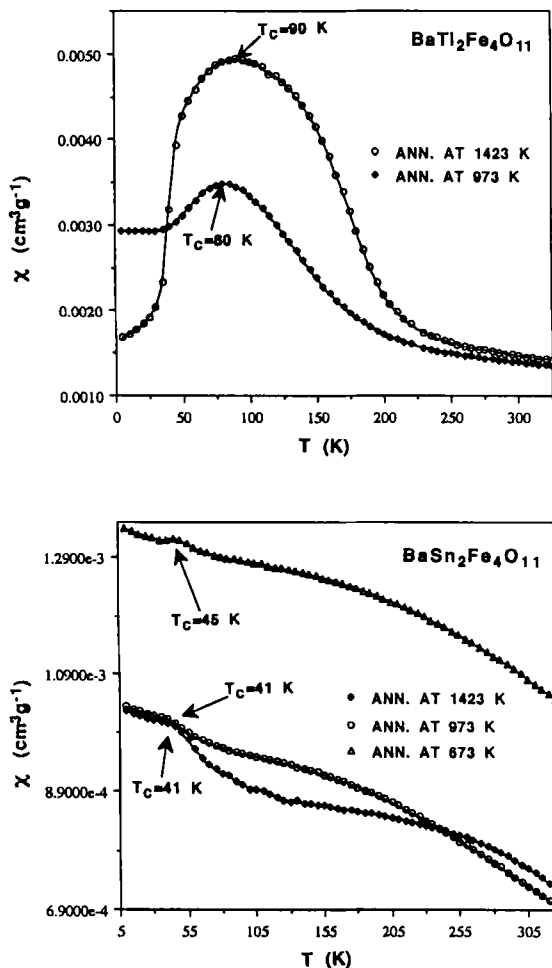 T_C=90 K
BaTi₂Fe₄O₁₁
0.0050
0.0040
0.0030
0.0020
0.0010
χ (cm³g⁻¹)
ANN. AT 1423 K
ANN. AT 973 K
T_C=80 K
0 50 100 150 200 250 300
T (K)
BaSn₂Fe₄O₁₁
1.2900e-3
1.0900e-3
8.9000e-4
6.9000e-4
χ (cm³g⁻¹)
T_C=45 K
T_C=41 K
ANN. AT 1423 K
ANN. AT 973 K
ANN. AT 673 K
T_C=41 K
5 55 105 155 205 255 305
T (K)